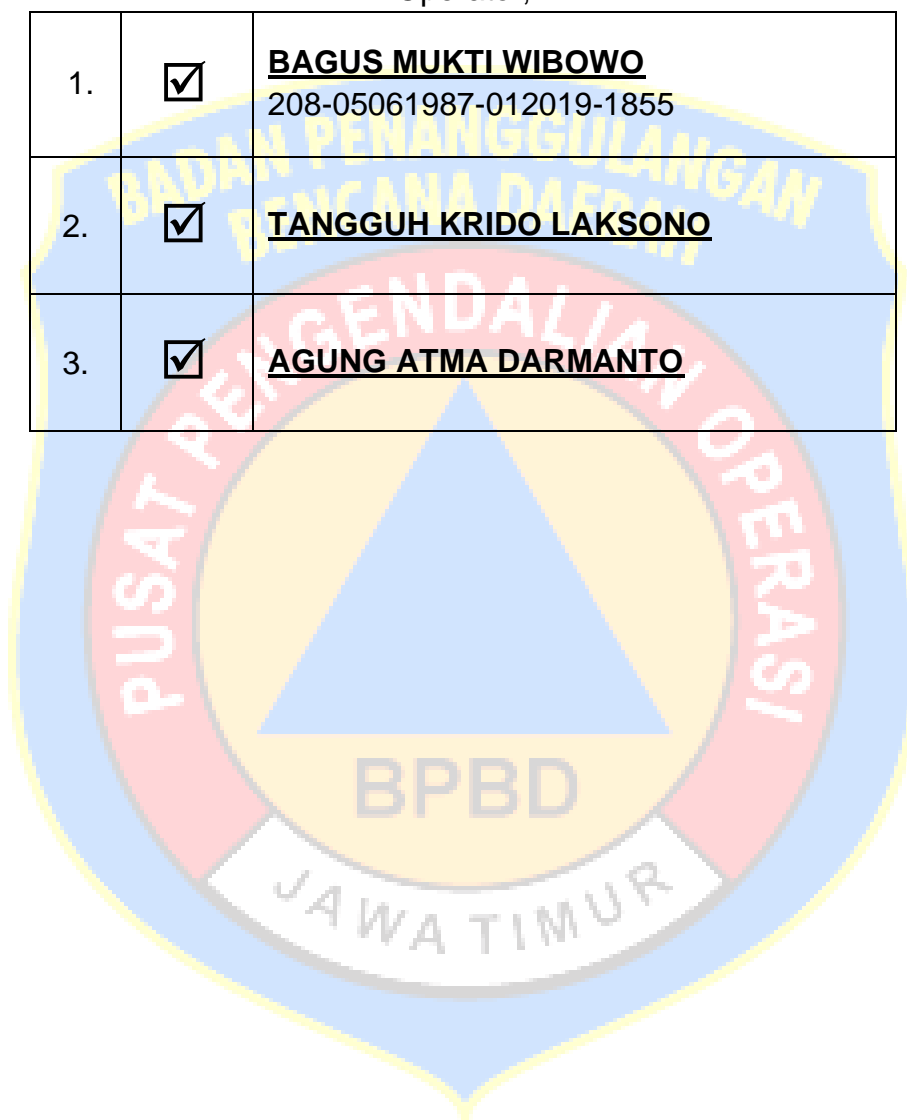 Operator,
1. ☑ BAGUS MUKTI WIBOWO
208-05061987-012019-1855
2. ☑ TANGGUH KRIDO LAKSONO
3. ☑ AGUNG ATMA DARMANTO
BADAN PENANGGULANGAN
BENCANA DAERAH
PUSAT PENGENDALIAN OPERASI
BPBD
JAWA TIMUR